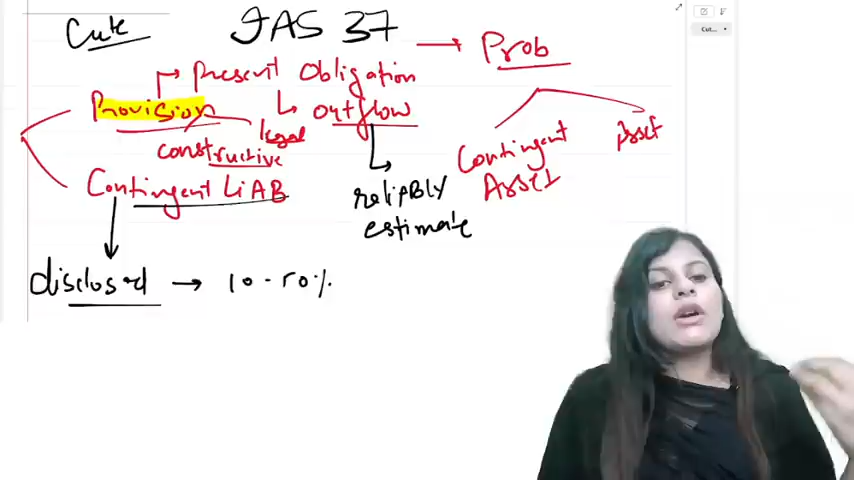 Cute
IAS 37
Prob
Present Obligation
Provision
outflow
legal
constructive
Contingent
Asset
Asset
Contingent LiAB
reliably
estimate
disclosed → 10-50%
Cut...